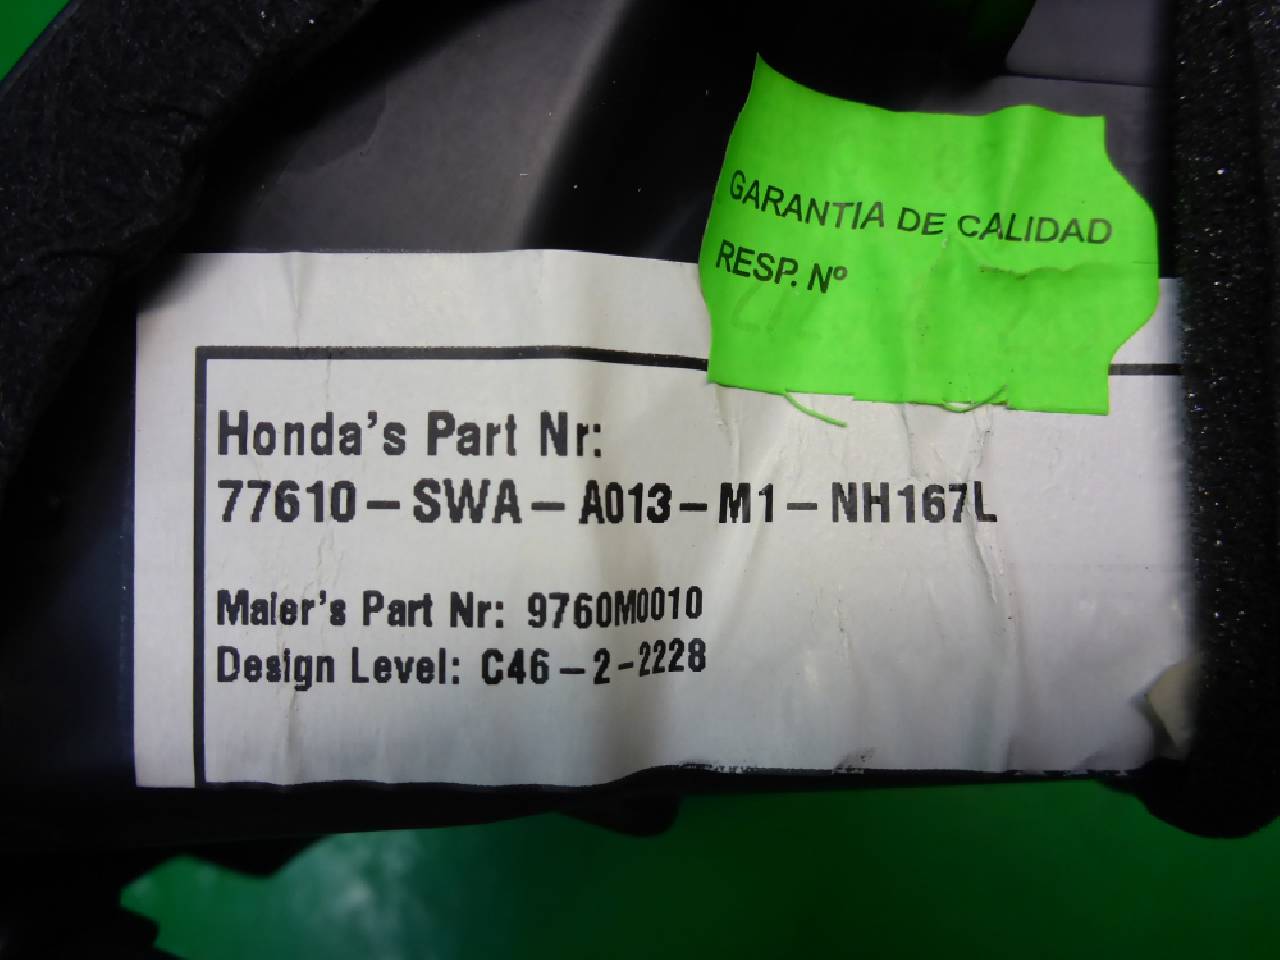 GARANTIA DE CALIDAD
RESP. Nº
Honda's Part Nr:
77610-SWA-A013-M1-NH167L
Maier's Part Nr: 9760M0010
Design Level: C46-2-2228